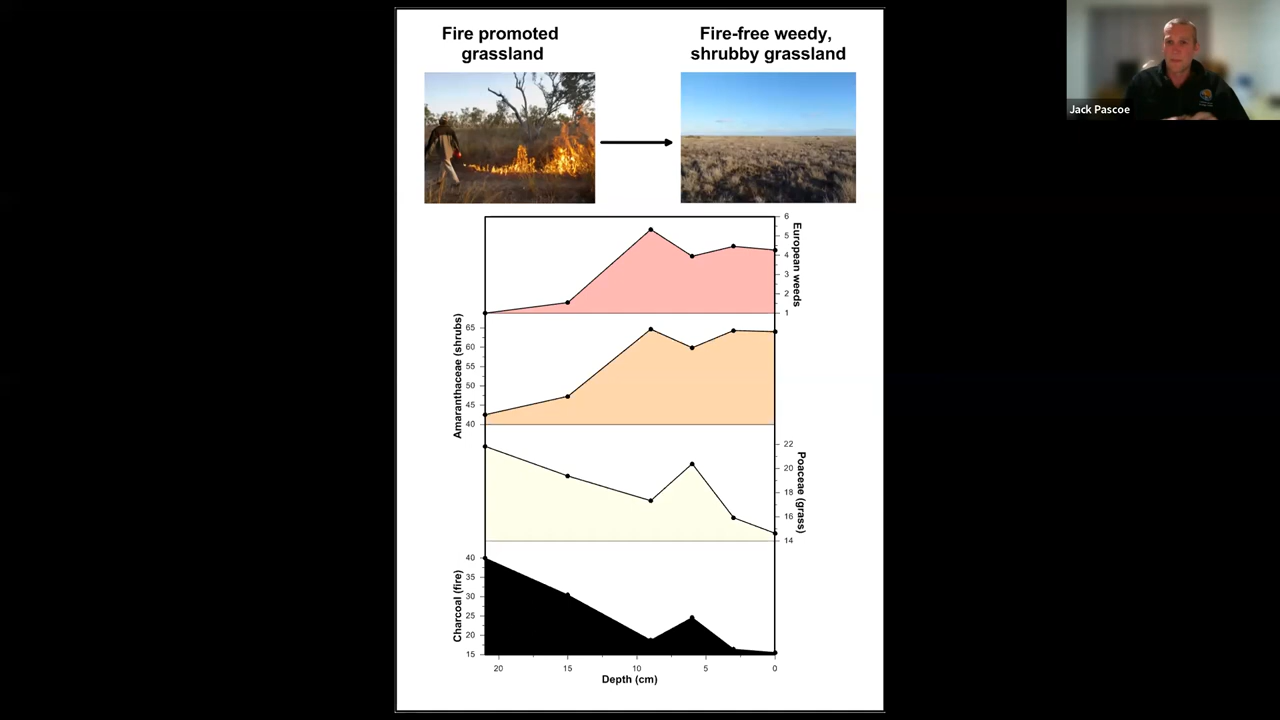 Fire promoted
grassland
Fire-free weedy,
shrubby grassland
Jack Pascoe
6
5
4
3
2
1
European weeds
65
60
55
50
45
40
Amaranthaceae (shrubs)
22
20
18
16
14
Poaceae (grass)
40
35
30
25
20
15
Charcoal (fire)
20
15
10
5
0
Depth (cm)